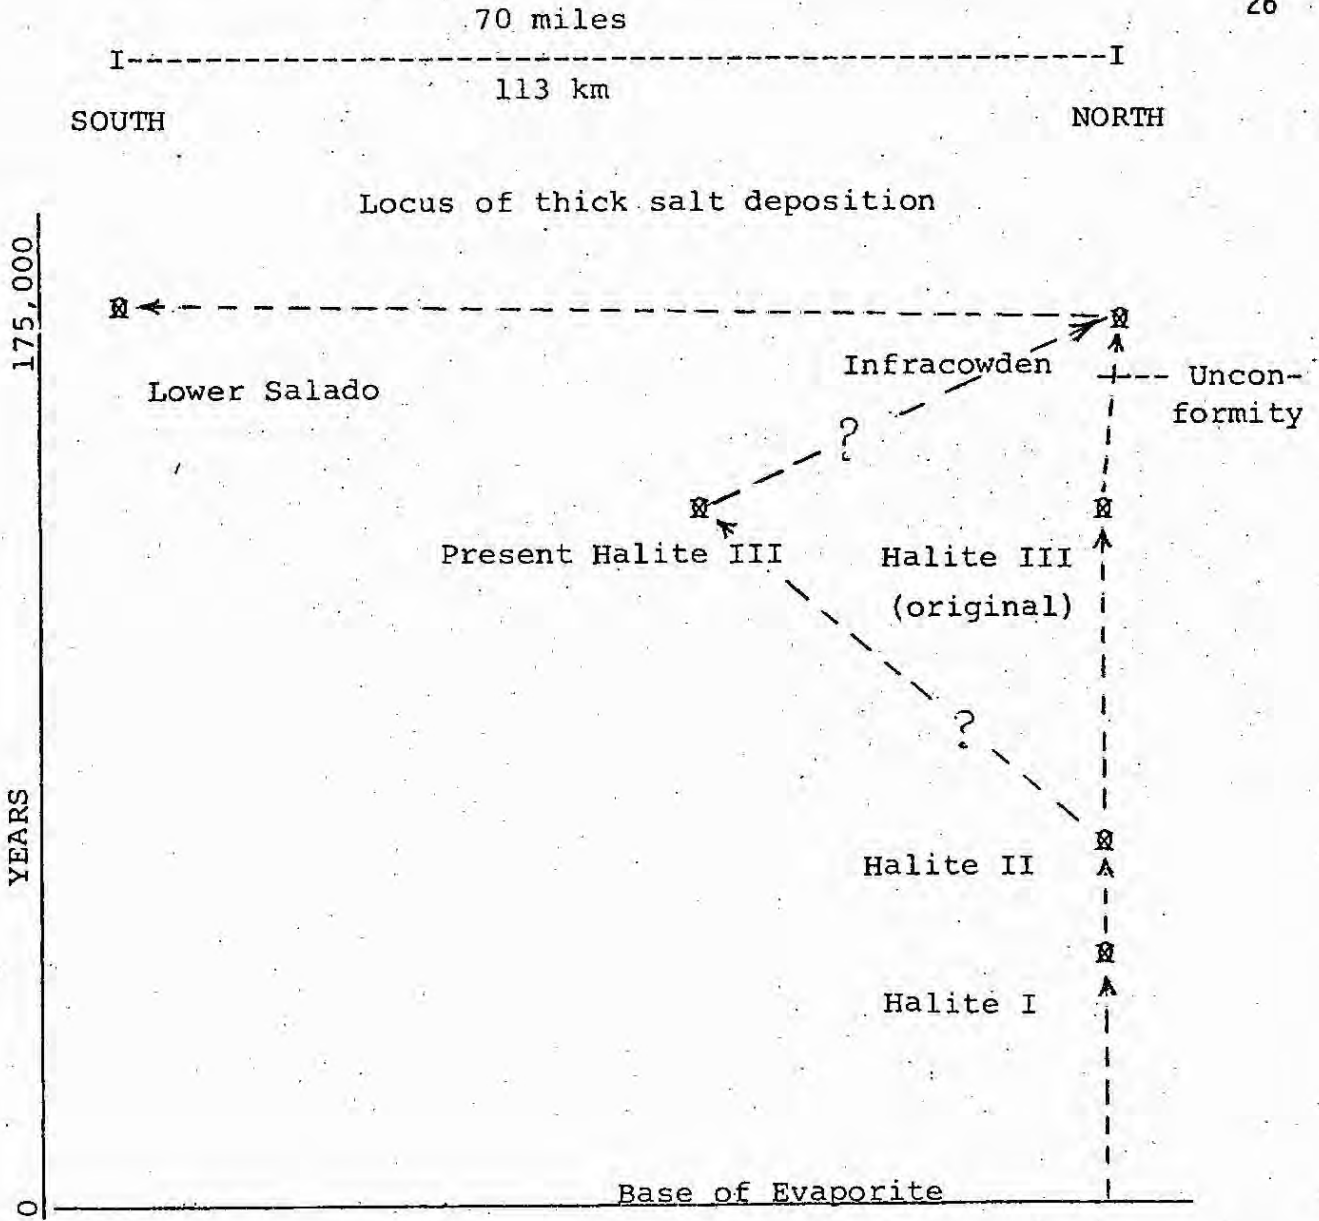 26
70 miles
I------------------------------------------------------------I
113 km
SOUTH
NORTH
Locus of thick salt deposition
175,000
Infracowden
Lower Salado
--- Uncon-
formity
?
Present Halite III
Halite III
(original)
?
YEARS
Halite II
Halite I
Base of Evaporite
0